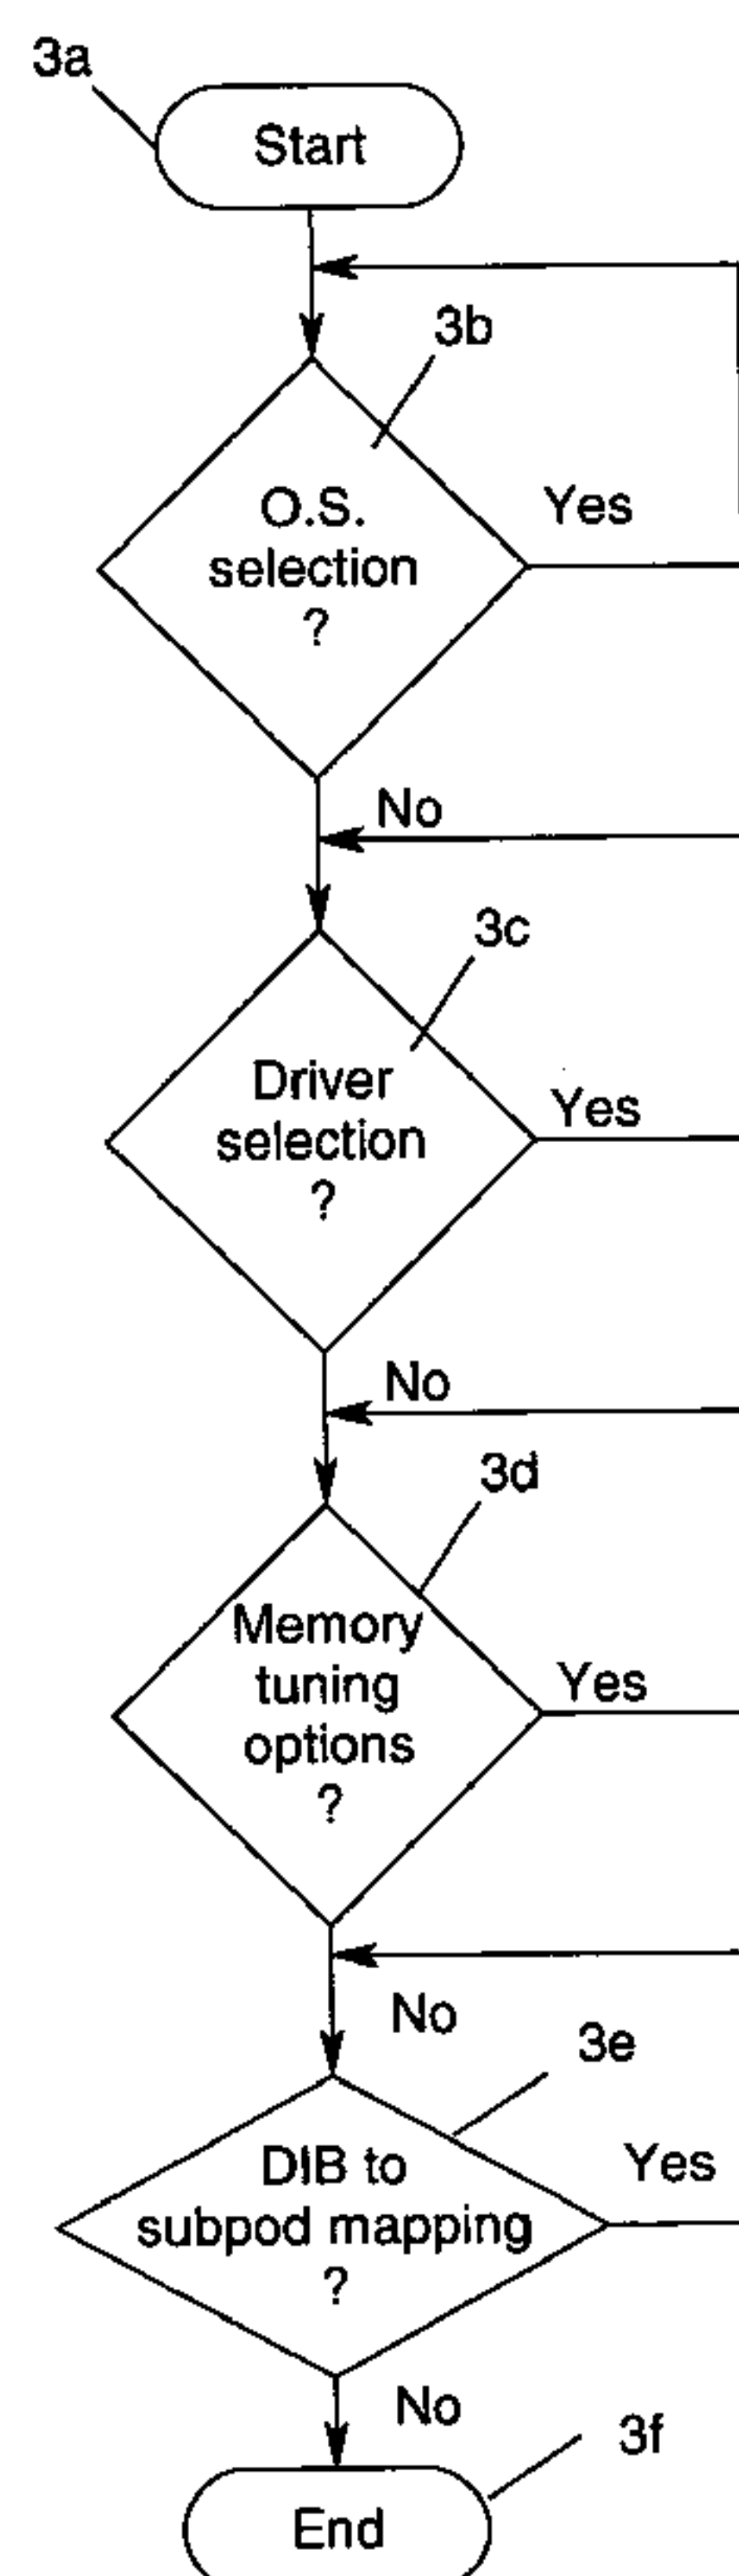 3a
Start
3b
O.S.
selection
?
Yes
No
3c
Driver
selection
?
Yes
No
3d
Memory
tuning
options
?
Yes
No
3e
DIB to
subpod mapping
?
Yes
No
3f
End